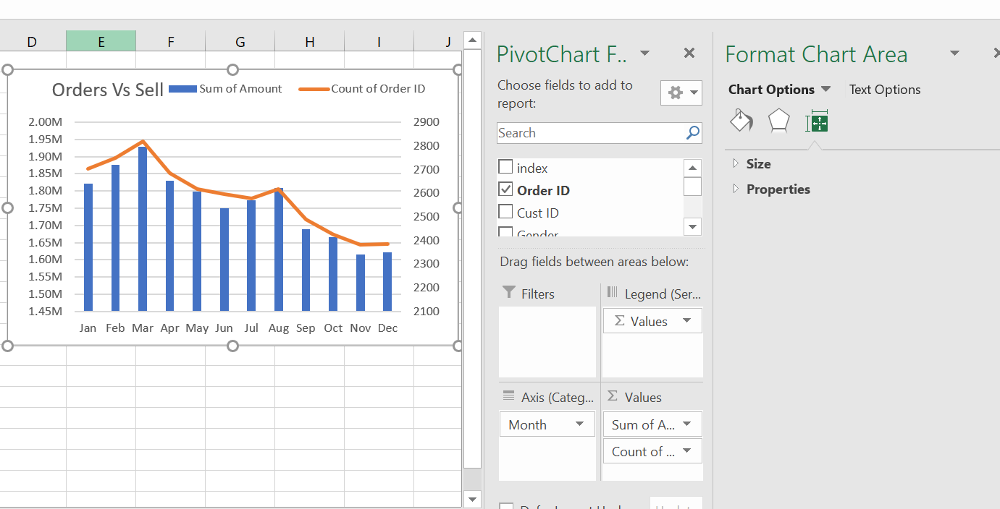 D E F G H I J
Orders Vs Sell Sum of Amount Count of Order ID
2.00M
1.95M
1.90M
1.85M
1.80M
1.75M
1.70M
1.65M
1.60M
1.55M
1.50M
1.45M
2900
2800
2700
2600
2500
2400
2300
2200
2100
Jan Feb Mar Apr May Jun Jul Aug Sep Oct Nov Dec
PivotChart F..
Choose fields to add to
report:
Search
index
Order ID
Cust ID
Gender
Drag fields between areas below:
Filters
Legend (Ser...
Σ Values
Axis (Categ...
Σ Values
Month
Sum of A...
Count of ...
Format Chart Area
Chart Options
Text Options
Size
Properties